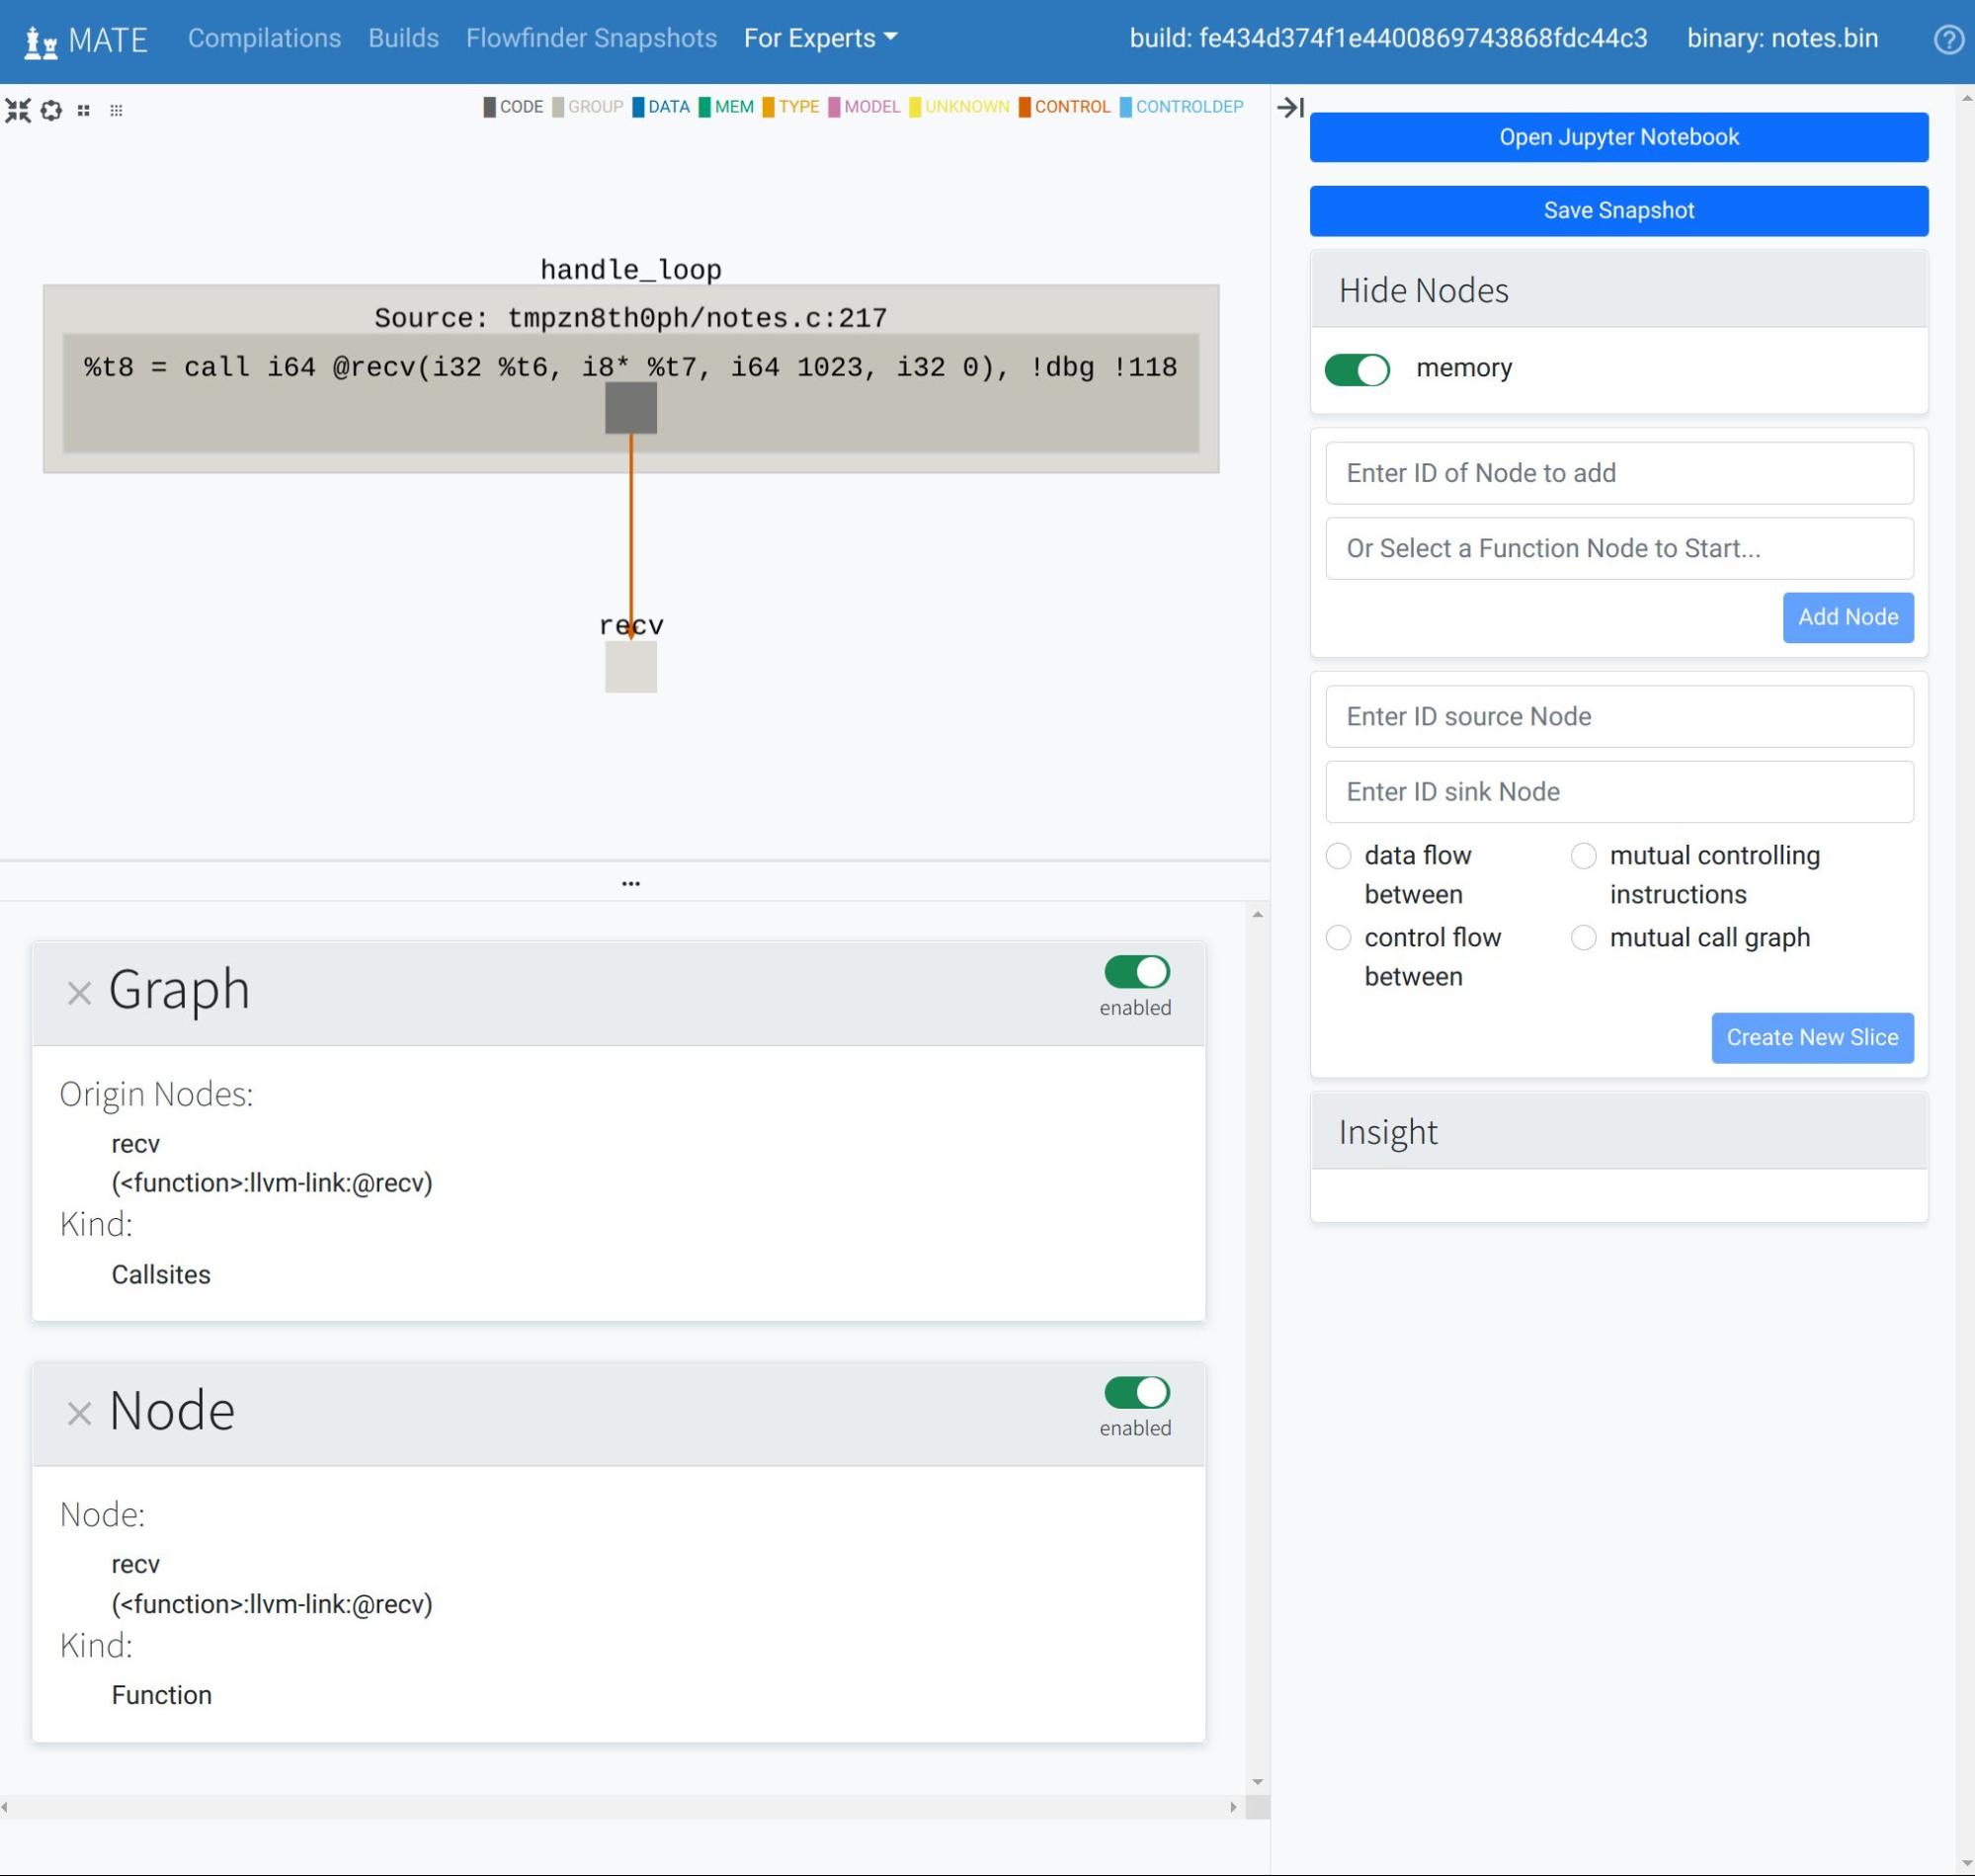 MATE Compilations Builds Flowfinder Snapshots For Experts build: fe434d374f1e4400869743868fdc44c3 binary: notes.bin
CODE GROUP DATA MEM TYPE MODEL UNKNOWN CONTROL CONTROLDEP
handle_loop
Source: tmpzn8th0ph/notes.c:217
%t8 = call i64 @recv(i32 %t6, i8* %t7, i64 1023, i32 0), !dbg !118
recv
...
Graph
enabled
Origin Nodes:
recv
(<function>:llvm-link:@recv)
Kind:
Callsites
Node
enabled
Node:
recv
(<function>:llvm-link:@recv)
Kind:
Function
Open Jupyter Notebook
Save Snapshot
Hide Nodes
memory
Enter ID of Node to add
Or Select a Function Node to Start...
Add Node
Enter ID source Node
Enter ID sink Node
data flow
between
mutual controlling
instructions
control flow
between
mutual call graph
Create New Slice
Insight